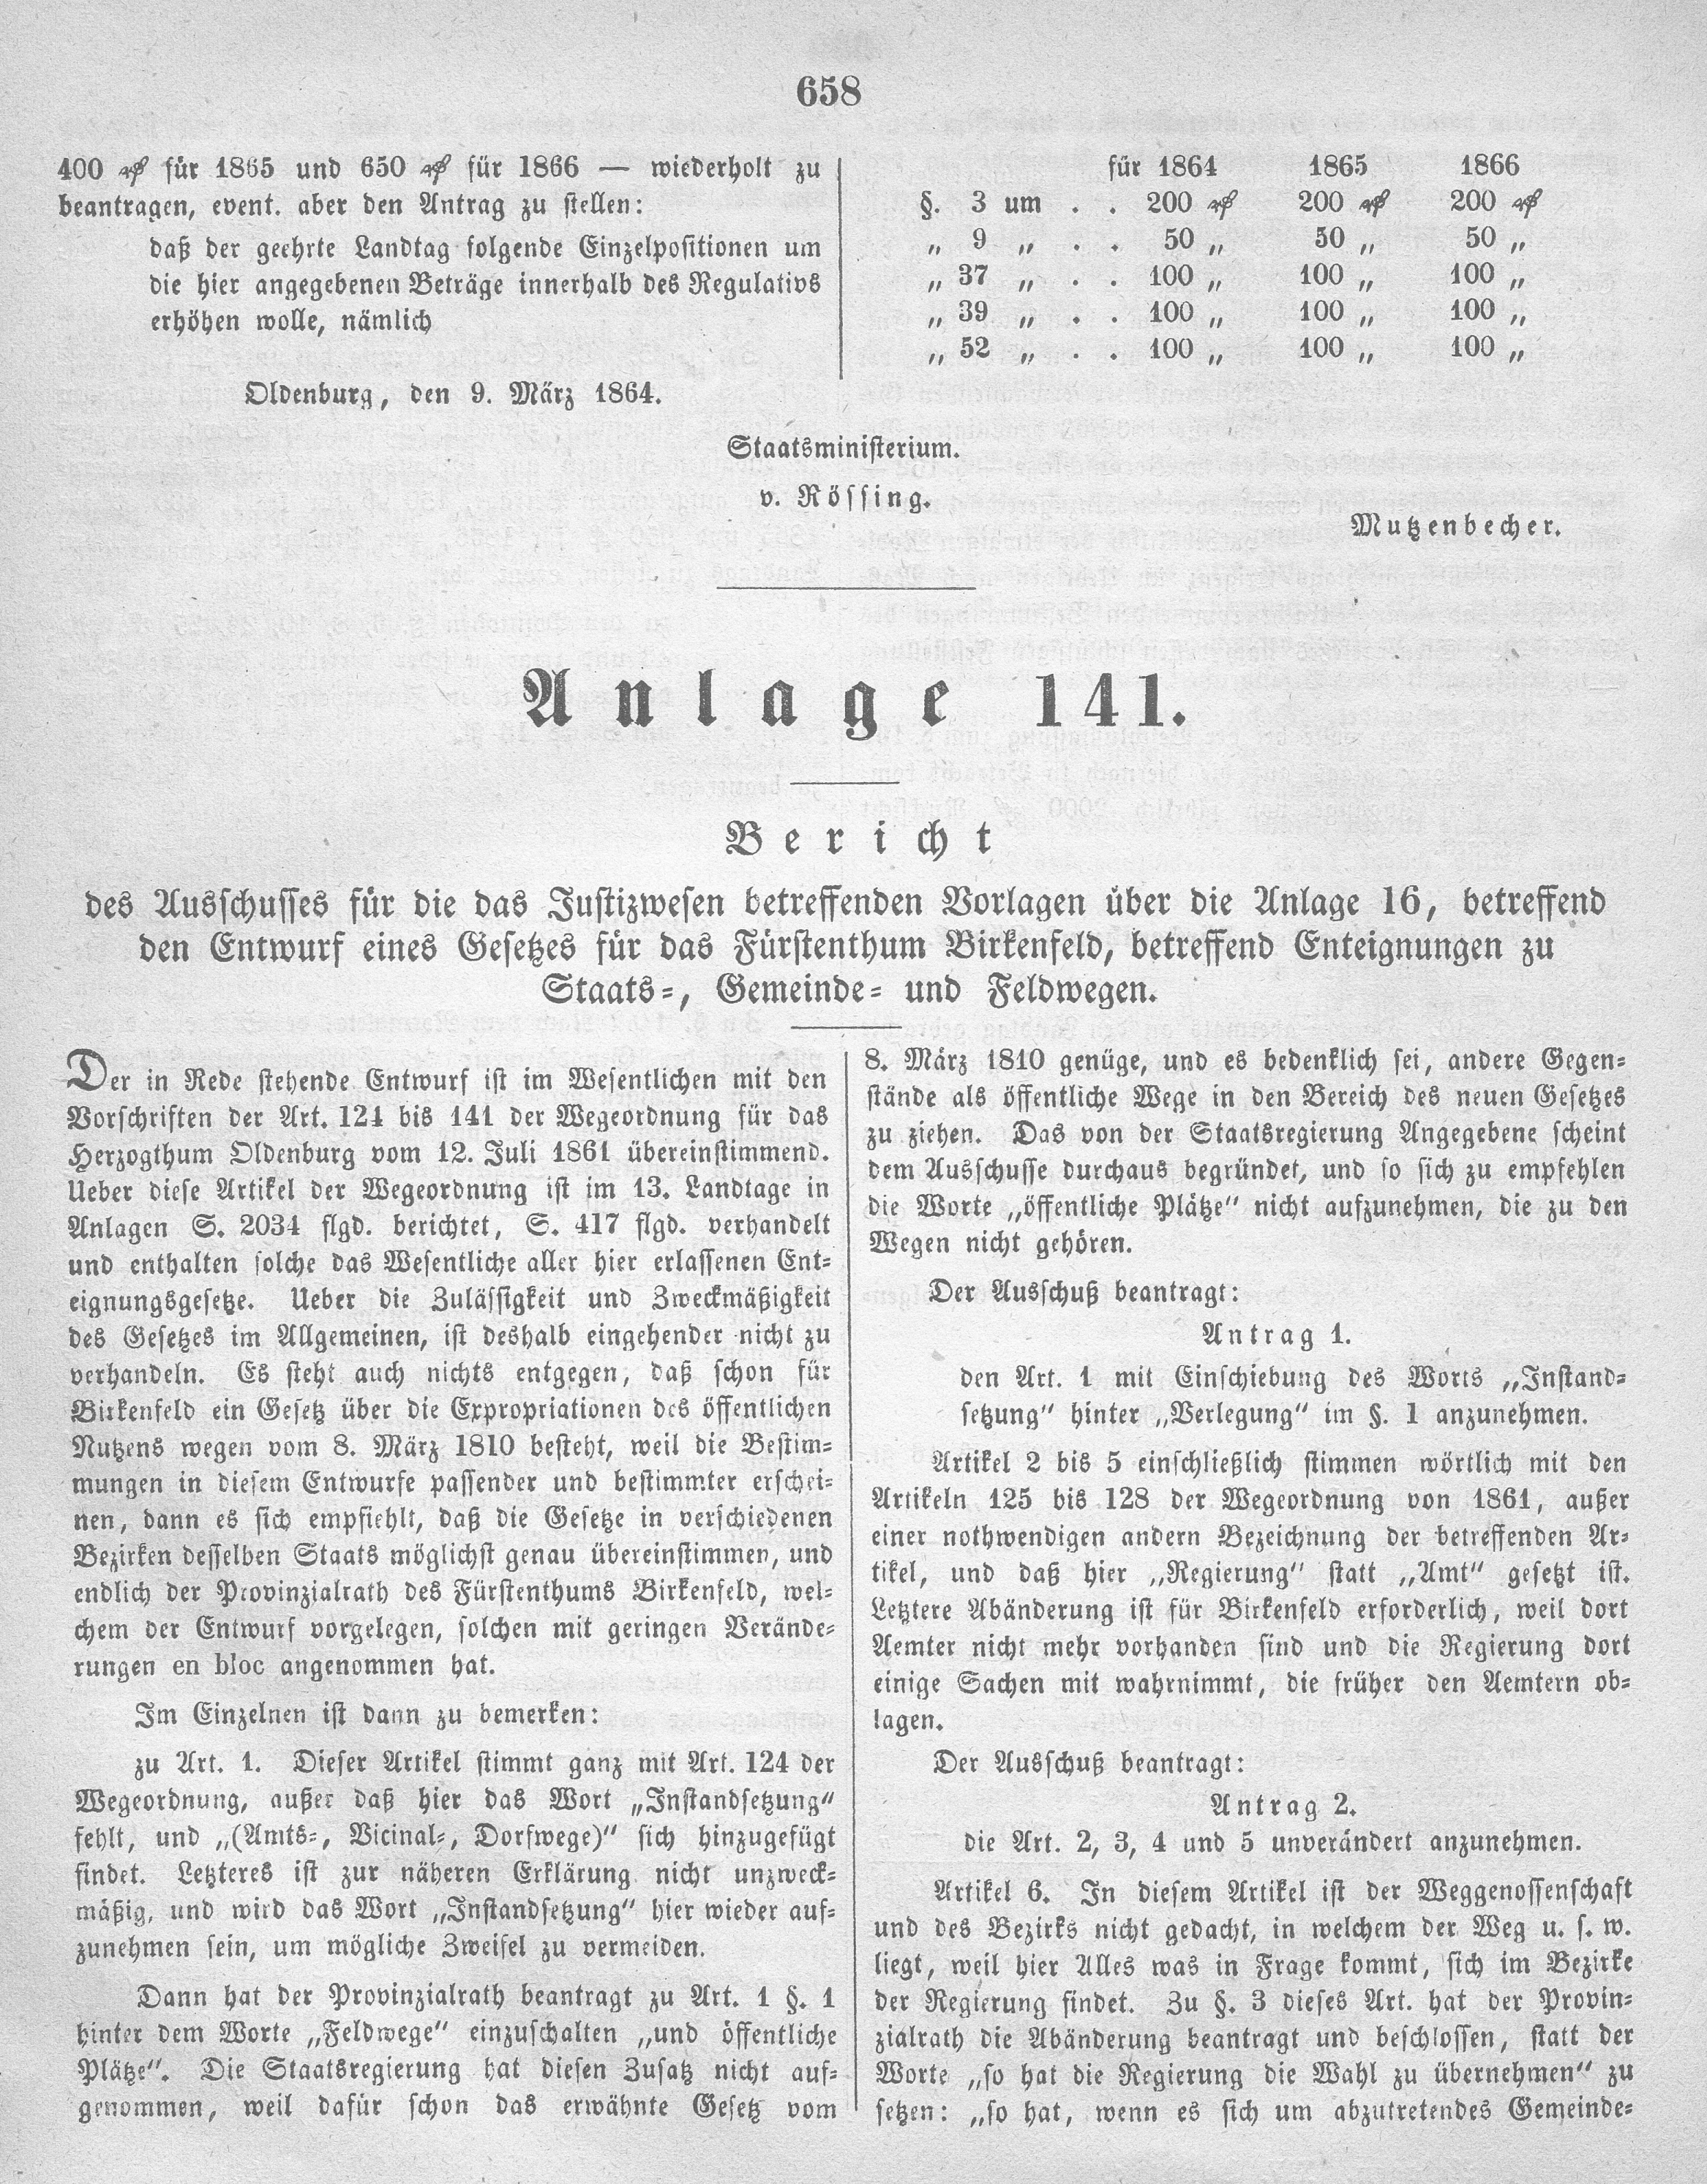 658
400 ₰ für 1865 und 650 ₰ für 1866 — wiederholt zu
beantragen, event. aber den Antrag zu stellen:
daß der geehrte Landtag folgende Einzelpositionen um
die hier angegebenen Beträge innerhalb des Regulativs
erhöhen wolle, nämlich
für 1864 1865 1866
§. 3 um . . 200 ₰ 200 ₰ 200 ₰
„ 9 „ . . 50 „ 50 „ 50 „
„ 37 „ . . 100 „ 100 „ 100 „
„ 39 „ . . 100 „ 100 „ 100 „
„ 52 „ . . 100 „ 100 „ 100 „
Oldenburg, den 9. März 1864.
Staatsministerium.
v. Rössing.
Mutzenbecher.
Anlage 141.
Bericht
des Ausschusses für die das Justizwesen betreffenden Vorlagen über die Anlage 16, betreffend
den Entwurf eines Gesetzes für das Fürstenthum Birkenfeld, betreffend Enteignungen zu
Staats-, Gemeinde- und Feldwegen.
Der in Rede stehende Entwurf ist im Wesentlichen mit den
Vorschriften der Art. 124 bis 141 der Wegeordnung für das
Herzogthum Oldenburg vom 12. Juli 1861 übereinstimmend.
Ueber diese Artikel der Wegeordnung ist im 13. Landtage in
Anlagen S. 2034 flgd. berichtet, S. 417 flgd. verhandelt
und enthalten solche das Wesentliche aller hier erlassenen Ent-
eignungsgesetze. Ueber die Zulässigkeit und Zweckmäßigkeit
des Gesetzes im Allgemeinen, ist deshalb eingehender nicht zu
verhandeln. Es steht auch nichts entgegen, daß schon für
Birkenfeld ein Gesetz über die Expropriationen des öffentlichen
Nutzens wegen vom 8. März 1810 besteht, weil die Bestim-
mungen in diesem Entwurfe passender und bestimmter erschei-
nen, dann es sich empfiehlt, daß die Gesetze in verschiedenen
Bezirken desselben Staats möglichst genau übereinstimmen, und
endlich der Provinzialrath des Fürstenthums Birkenfeld, wel-
chem der Entwurf vorgelegen, solchen mit geringen Verände-
rungen en bloc angenommen hat.
Im Einzelnen ist dann zu bemerken:
zu Art. 1. Dieser Artikel stimmt ganz mit Art. 124 der
Wegeordnung, außer daß hier das Wort „Instandsetzung“
fehlt, und „(Amts-, Vicinal-, Dorfwege)“ sich hinzugefügt
findet. Letzteres ist zur näheren Erklärung nicht unzweck-
mäßig, und wird das Wort „Instandsetzung“ hier wieder auf-
zunehmen sein, um mögliche Zweifel zu vermeiden.
Dann hat der Provinzialrath beantragt zu Art. 1 §. 1
hinter dem Worte „Feldwege“ einzuschalten „und öffentliche
Plätze“. Die Staatsregierung hat diesen Zusatz nicht auf-
genommen, weil dafür schon das erwähnte Gesetz vom
8. März 1810 genüge, und es bedenklich sei, andere Gegen-
stände als öffentliche Wege in den Bereich des neuen Gesetzes
zu ziehen. Das von der Staatsregierung Angegebene scheint
dem Ausschusse durchaus begründet, und so sich zu empfehlen
die Worte „öffentliche Plätze“ nicht aufzunehmen, die zu den
Wegen nicht gehören.
Der Ausschuß beantragt:
Antrag 1.
den Art. 1 mit Einschiebung des Worts „Instand-
setzung“ hinter „Verlegung“ im §. 1 anzunehmen.
Artikel 2 bis 5 einschließlich stimmen wörtlich mit den
Artikeln 125 bis 128 der Wegeordnung von 1861, außer
einer nothwendigen andern Bezeichnung der betreffenden Ar-
tikel, und daß hier „Regierung“ statt „Amt“ gesetzt ist.
Letztere Abänderung ist für Birkenfeld erforderlich, weil dort
Aemter nicht mehr vorhanden sind und die Regierung dort
einige Sachen mit wahrnimmt, die früher den Aemtern ob-
lagen.
Der Ausschuß beantragt:
Antrag 2.
die Art. 2, 3, 4 und 5 unverändert anzunehmen.
Artikel 6. In diesem Artikel ist der Weggenossenschaft
und des Bezirks nicht gedacht, in welchem der Weg u. s. w.
liegt, weil hier Alles was in Frage kommt, sich im Bezirke
der Regierung findet. Zu §. 3 dieses Art. hat der Provin-
zialrath die Abänderung beantragt und beschlossen, statt der
Worte „so hat die Regierung die Wahl zu übernehmen“ zu
setzen: „so hat, wenn es sich um abzutretendes Gemeinde-